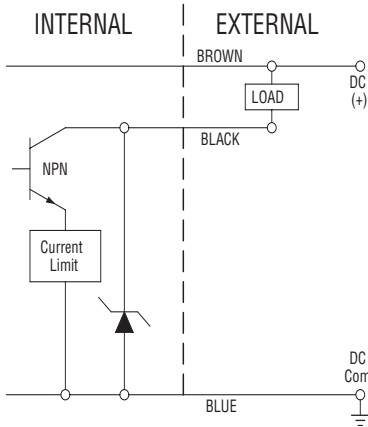 INTERNAL
EXTERNAL
BROWN
DC
(+)
LOAD
BLACK
NPN
Current
Limit
DC
Com
BLUE